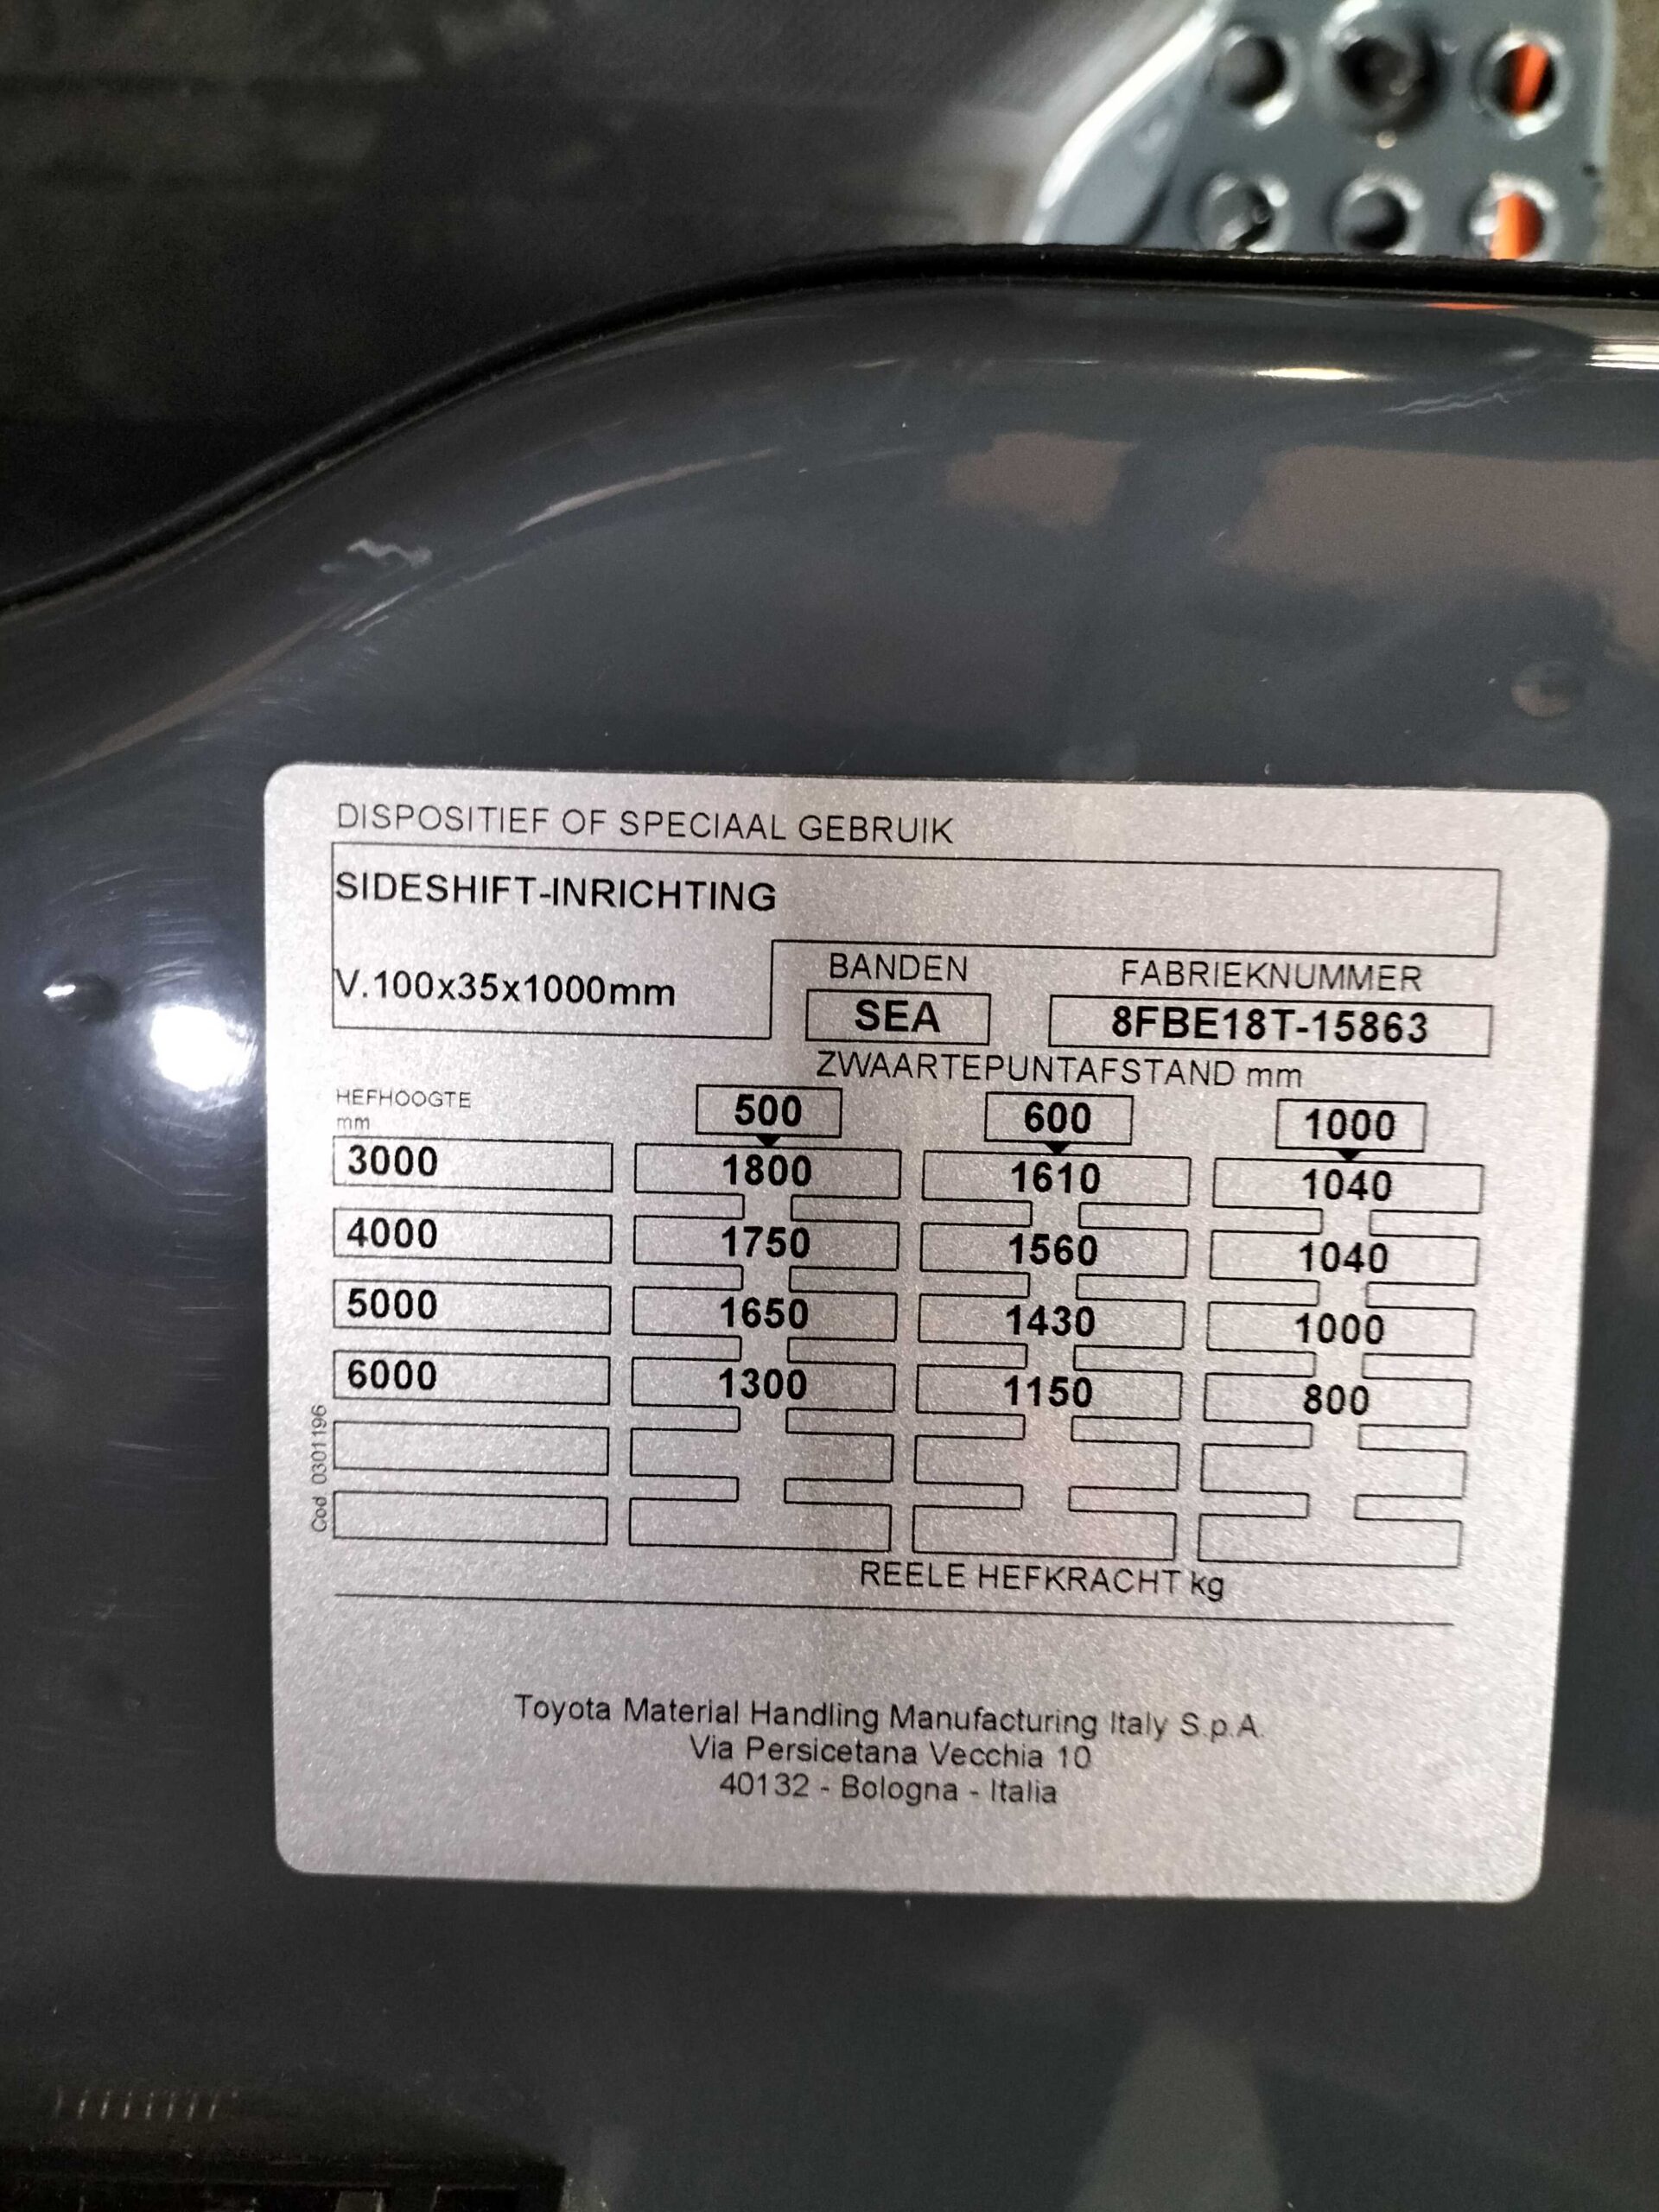 DISPOSITIEF OF SPECIAAL GEBRUIK
SIDESHIFT-INRICHTING
V.100x35x1000mm
BANDEN FABRIEKNUMMER
SEA 8FBE18T-15863
ZWAARTEPUNTAFSTAND mm
HEFHOOGTE
mm
500 600 1000
3000 1800 1610 1040
4000 1750 1560 1040
5000 1650 1430 1000
6000 1300 1150 800
Cod 0301196
REELE HEFKRACHT kg
Toyota Material Handling Manufacturing Italy S.p.A.
Via Persicetana Vecchia 10
40132 - Bologna - Italia